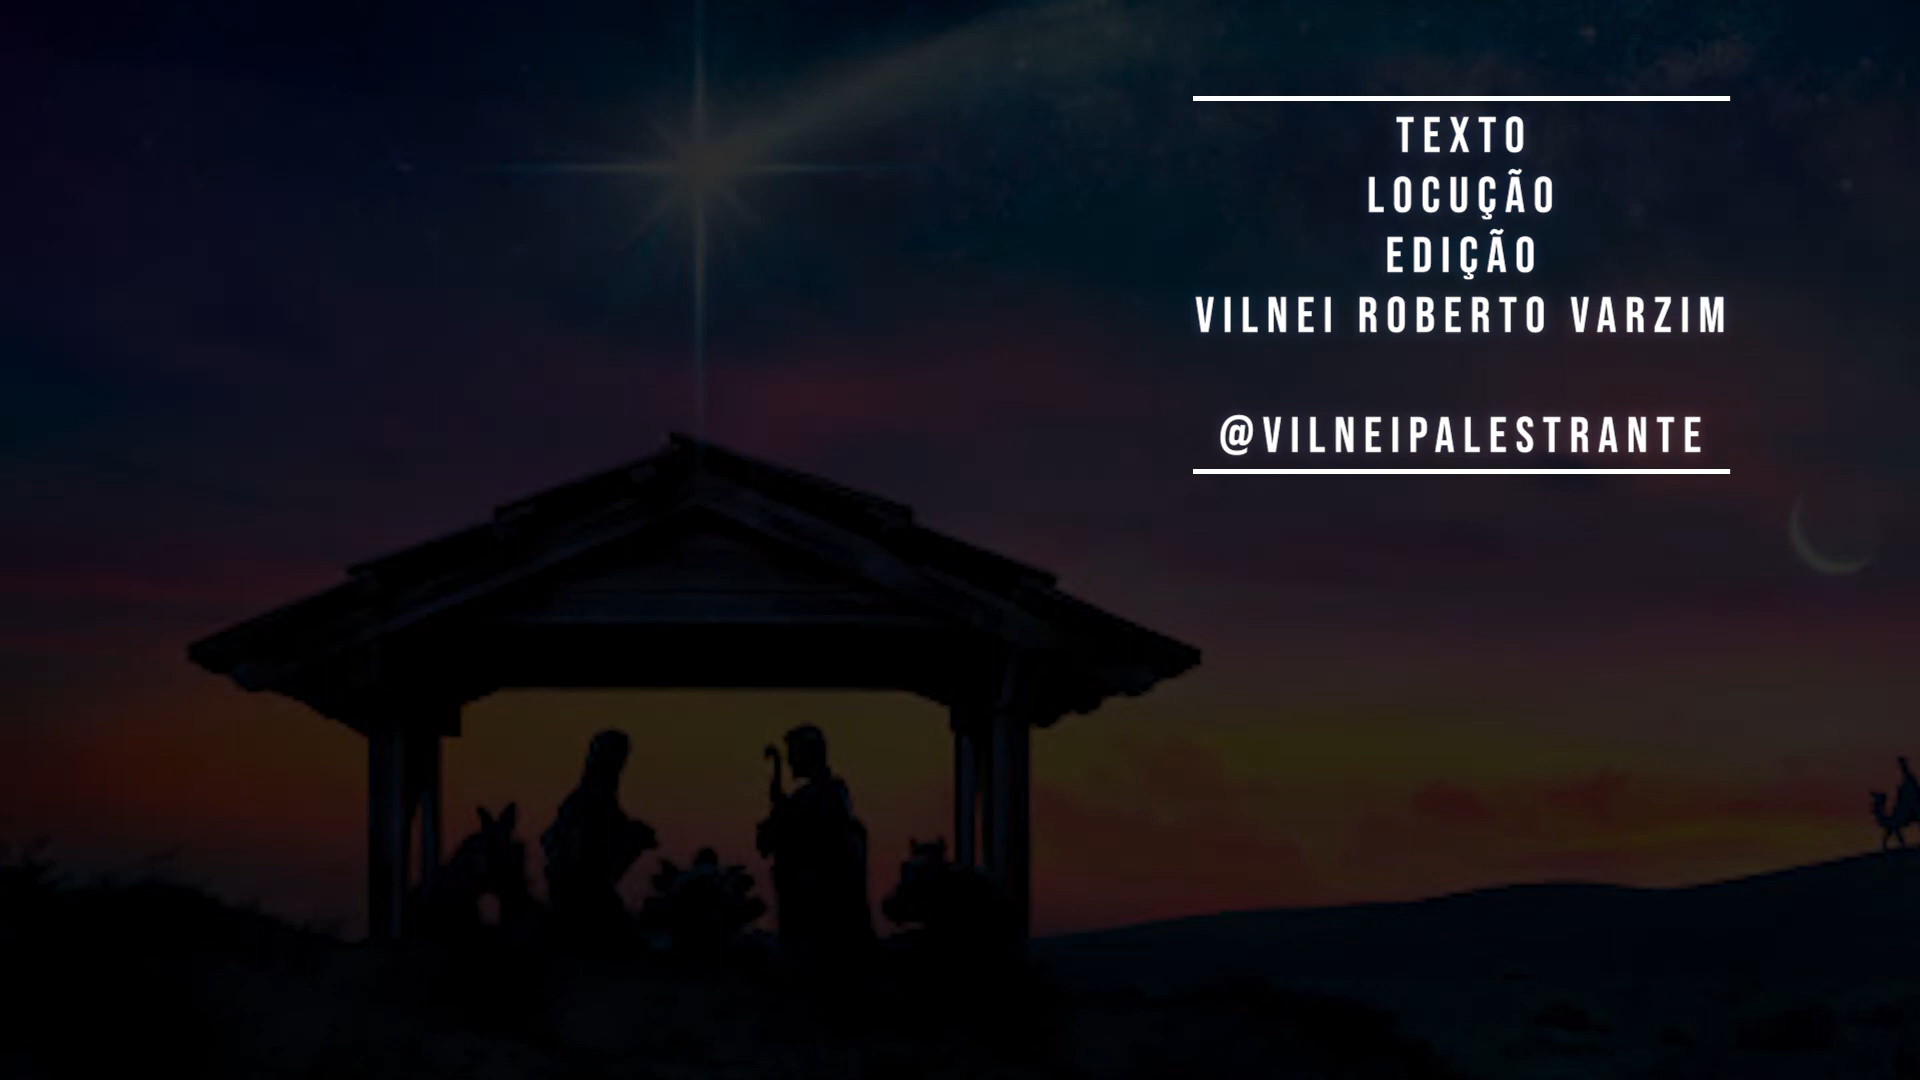 TEXTO
LOCUÇÃO
EDIÇÃO
VILNEI ROBERTO VARZIM
@VILNEIPALESTRANTE